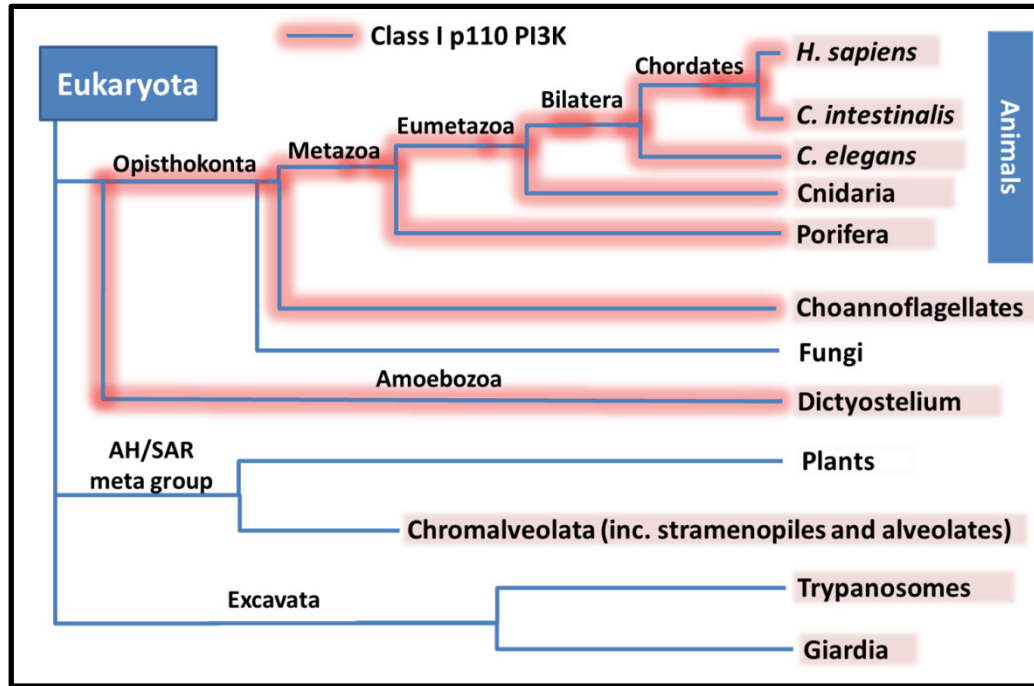 Class I p110 PI3K
Eukaryota
Chordates
H. sapiens
Bilatera
C. intestinalis
Eumetazoa
Metazoa
C. elegans
Opisthokonta
Cnidaria
Porifera
Animals
Choannoflagellates
Fungi
Amoebozoa
Dictyostelium
AH/SAR
meta group
Plants
Chromalveolata (inc. stramenopiles and alveolates)
Excavata
Trypanosomes
Giardia